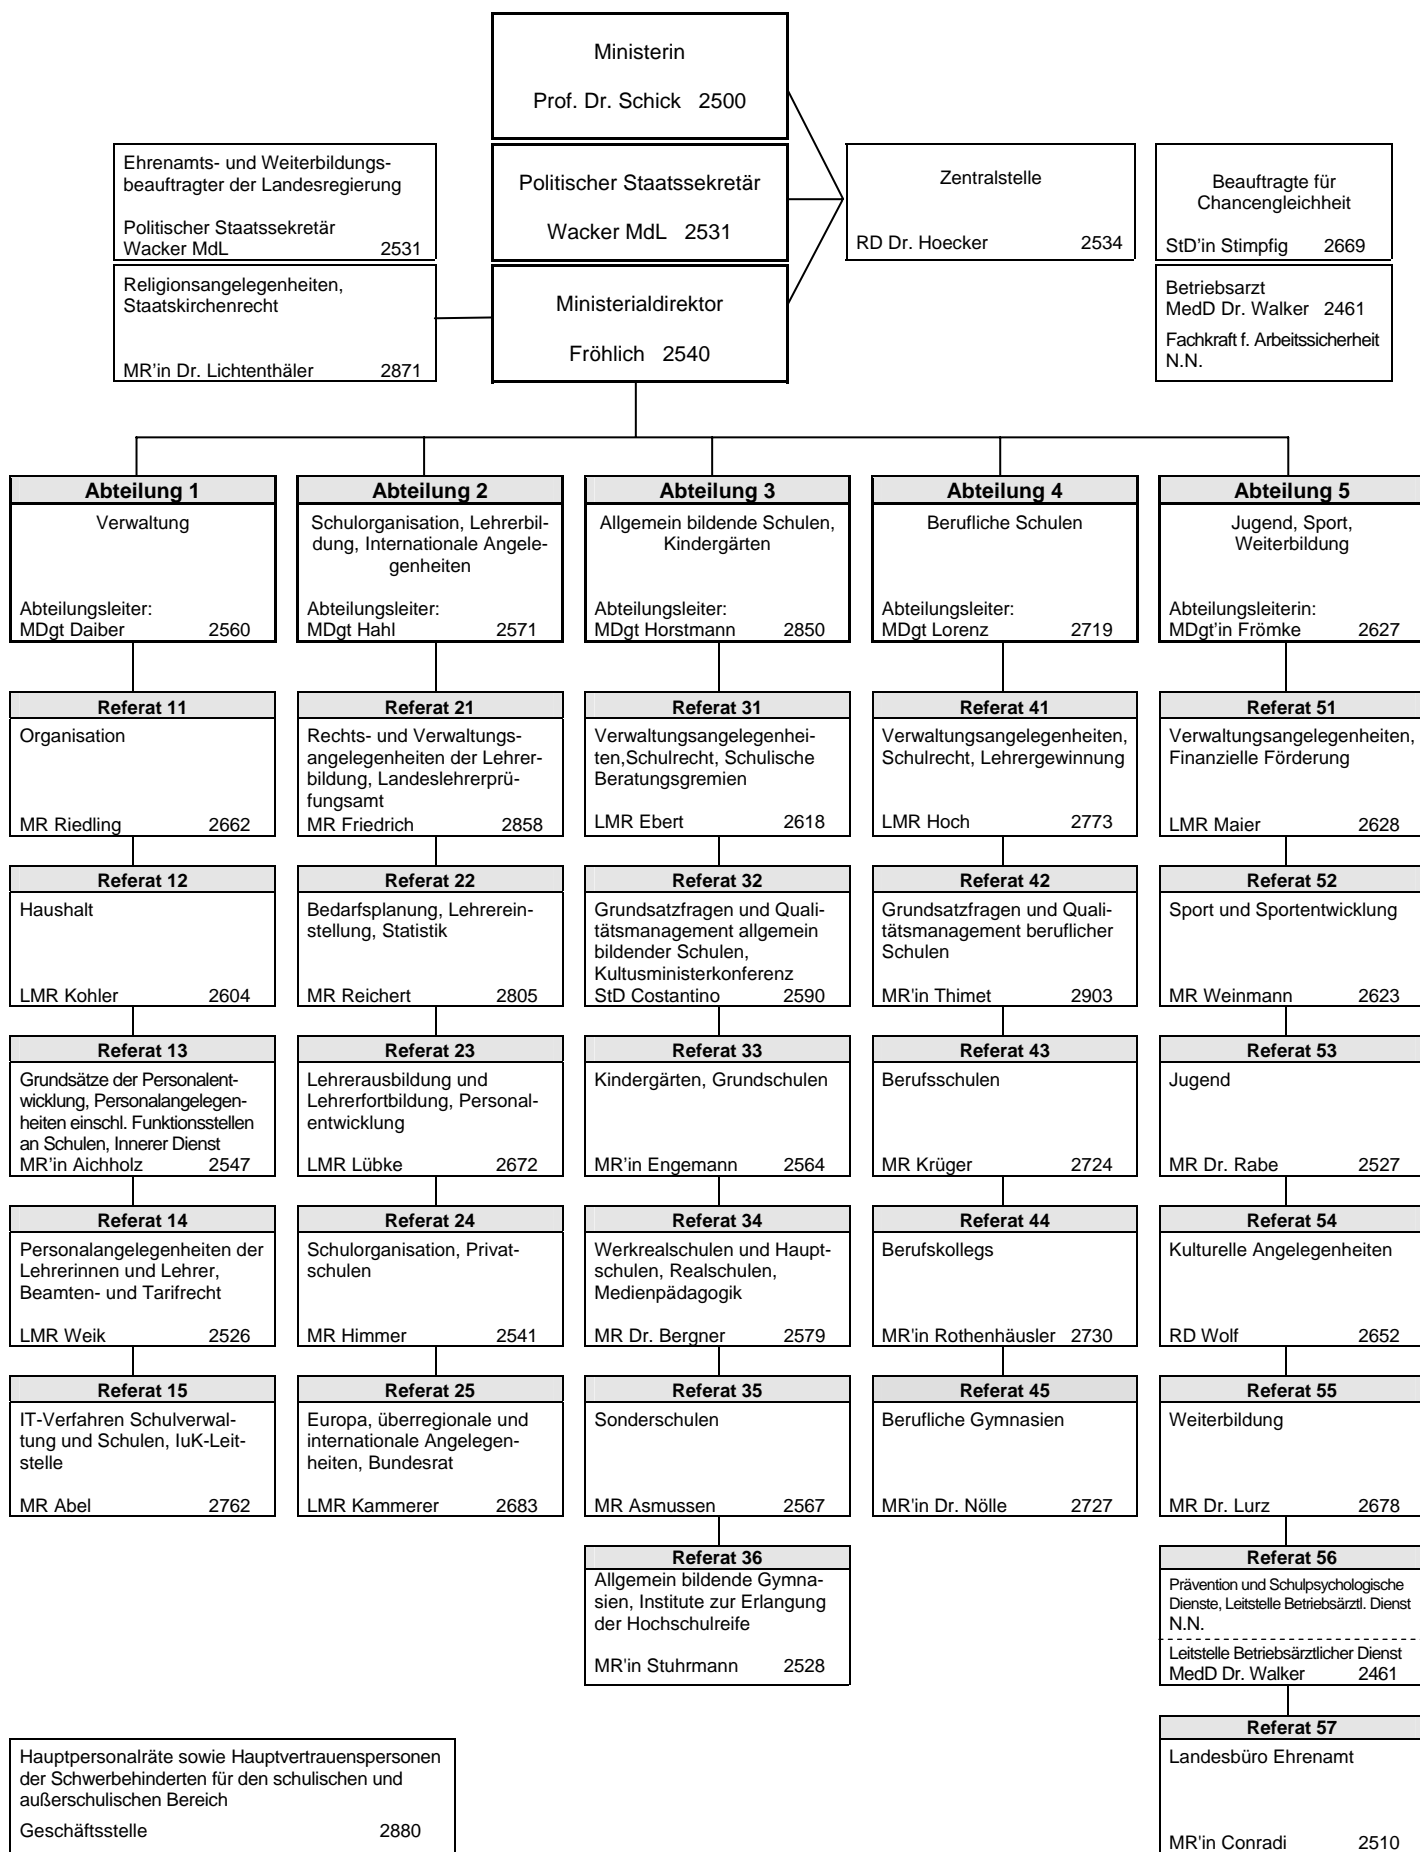 Ministerin
Prof. Dr. Schick 2500
Ehrenamts- und Weiterbildungs-
beauftragter der Landesregierung
Politischer Staatssekretär
Wacker MdL 2531
Politischer Staatssekretär
Wacker MdL 2531
Zentralstelle
RD Dr. Hoecker 2534
Beauftragte für
Chancengleichheit
StD'in Stimpfig 2669
Religionsangelegenheiten,
Staatskirchenrecht
MR'in Dr. Lichtenthäler 2871
Ministerialdirektor
Fröhlich 2540
Betriebsarzt
MedD Dr. Walker 2461
Fachkraft f. Arbeitssicherheit
N.N.
Abteilung 1
Verwaltung
Abteilungsleiter:
MDgt Daiber 2560
Abteilung 2
Schulorganisation, Lehrerbil-
dung, Internationale Angele-
genheiten
Abteilungsleiter:
MDgt Hahl 2571
Abteilung 3
Allgemein bildende Schulen,
Kindergärten
Abteilungsleiter:
MDgt Horstmann 2850
Abteilung 4
Berufliche Schulen
Abteilungsleiter:
MDgt Lorenz 2719
Abteilung 5
Jugend, Sport,
Weiterbildung
Abteilungsleiterin:
MDgt'in Frömke 2627
Referat 11
Organisation
MR Riedling 2662
Referat 21
Rechts- und Verwaltungs-
angelegenheiten der Lehrer-
bildung, Landeslehrerprü-
fungsamt
MR Friedrich 2858
Referat 31
Verwaltungsangelegenhei-
ten,Schulrecht, Schulische
Beratungsgremien
LMR Ebert 2618
Referat 41
Verwaltungsangelegenheiten,
Schulrecht, Lehrergewinnung
LMR Hoch 2773
Referat 51
Verwaltungsangelegenheiten,
Finanzielle Förderung
LMR Maier 2628
Referat 12
Haushalt
LMR Kohler 2604
Referat 22
Bedarfsplanung, Lehrerein-
stellung, Statistik
MR Reichert 2805
Referat 32
Grundsatzfragen und Quali-
tätsmanagement allgemein
bildender Schulen,
Kultusministerkonferenz
StD Costantino 2590
Referat 42
Grundsatzfragen und Quali-
tätsmanagement beruflicher
Schulen
MR'in Thimet 2903
Referat 52
Sport und Sportentwicklung
MR Weinmann 2623
Referat 13
Grundsätze der Personalent-
wicklung, Personalangelegen-
heiten einschl. Funktionsstellen
an Schulen, Innerer Dienst
MR'in Aichholz 2547
Referat 23
Lehrerausbildung und
Lehrerfortbildung, Personal-
entwicklung
LMR Lübke 2672
Referat 33
Kindergärten, Grundschulen
MR'in Engemann 2564
Referat 43
Berufsschulen
MR Krüger 2724
Referat 53
Jugend
MR Dr. Rabe 2527
Referat 14
Personalangelegenheiten der
Lehrerinnen und Lehrer,
Beamten- und Tarifrecht
LMR Weik 2526
Referat 24
Schulorganisation, Privat-
schulen
MR Himmer 2541
Referat 34
Werkrealschulen und Haupt-
schulen, Realschulen,
Medienpädagogik
MR Dr. Bergner 2579
Referat 44
Berufskollegs
MR'in Rothenhäusler 2730
Referat 54
Kulturelle Angelegenheiten
RD Wolf 2652
Referat 15
IT-Verfahren Schulverwal-
tung und Schulen, IuK-Leit-
stelle
MR Abel 2762
Referat 25
Europa, überregionale und
internationale Angelegen-
heiten, Bundesrat
LMR Kammerer 2683
Referat 35
Sonderschulen
MR Asmussen 2567
Referat 45
Berufliche Gymnasien
MR'in Dr. Nölle 2727
Referat 55
Weiterbildung
MR Dr. Lurz 2678
Referat 36
Allgemein bildende Gymna-
sien, Institute zur Erlangung
der Hochschulreife
MR'in Stuhrmann 2528
Referat 56
Prävention und Schulpsychologische
Dienste, Leitstelle Betriebsärztl. Dienst
N.N.
Leitstelle Betriebsärztlicher Dienst
MedD Dr. Walker 2461
Referat 57
Landesbüro Ehrenamt
MR'in Conradi 2510
Hauptpersonalräte sowie Hauptvertrauenspersonen
der Schwerbehinderten für den schulischen und
außerschulischen Bereich
Geschäftsstelle 2880